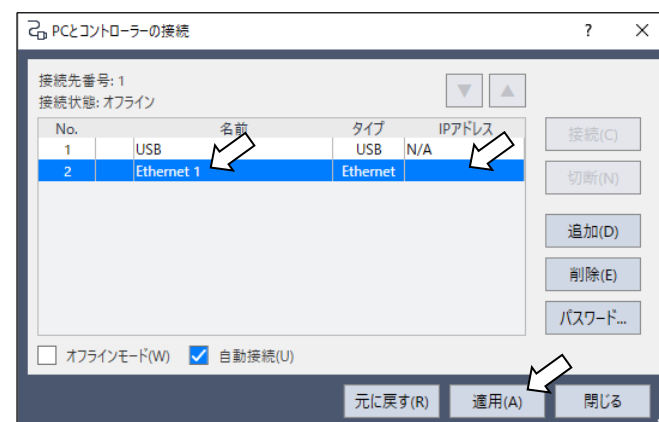 PCとコントローラーの接続
接続先番号: 1
接続状態: オフライン
No. 名前 タイプ IPアドレス
1 USB USB N/A
2 Ethernet 1 Ethernet
接続(C)
切断(N)
追加(D)
削除(E)
パスワード...
オフラインモード(W) 自動接続(U)
元に戻す(R) 適用(A) 閉じる